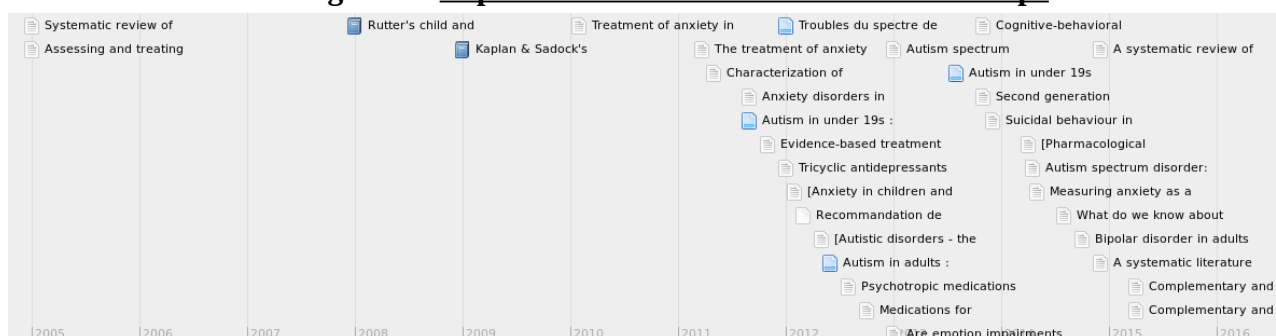 Systematic review of
Rutter's child and
Treatment of anxiety in
Troubles du spectre de
Cognitive-behavioral
Assessing and treating
Kaplan & Sadock's
The treatment of anxiety
Autism spectrum
A systematic review of
Characterization of
Autism in under 19s
Anxiety disorders in
Second generation
Autism in under 19s :
Suicidal behaviour in
Evidence-based treatment
[Pharmacological
Tricyclic antidepressants
Autism spectrum disorder:
[Anxiety in children and
Measuring anxiety as a
Recommandation de
What do we know about
[Autistic disorders - the
Bipolar disorder in adults
Autism in adults :
A systematic literature
Psychotropic medications
Complementary and
Medications for
Complementary and
Are emotion impairments
2005
2006
2007
2008
2009
2010
2011
2012
2015
2016